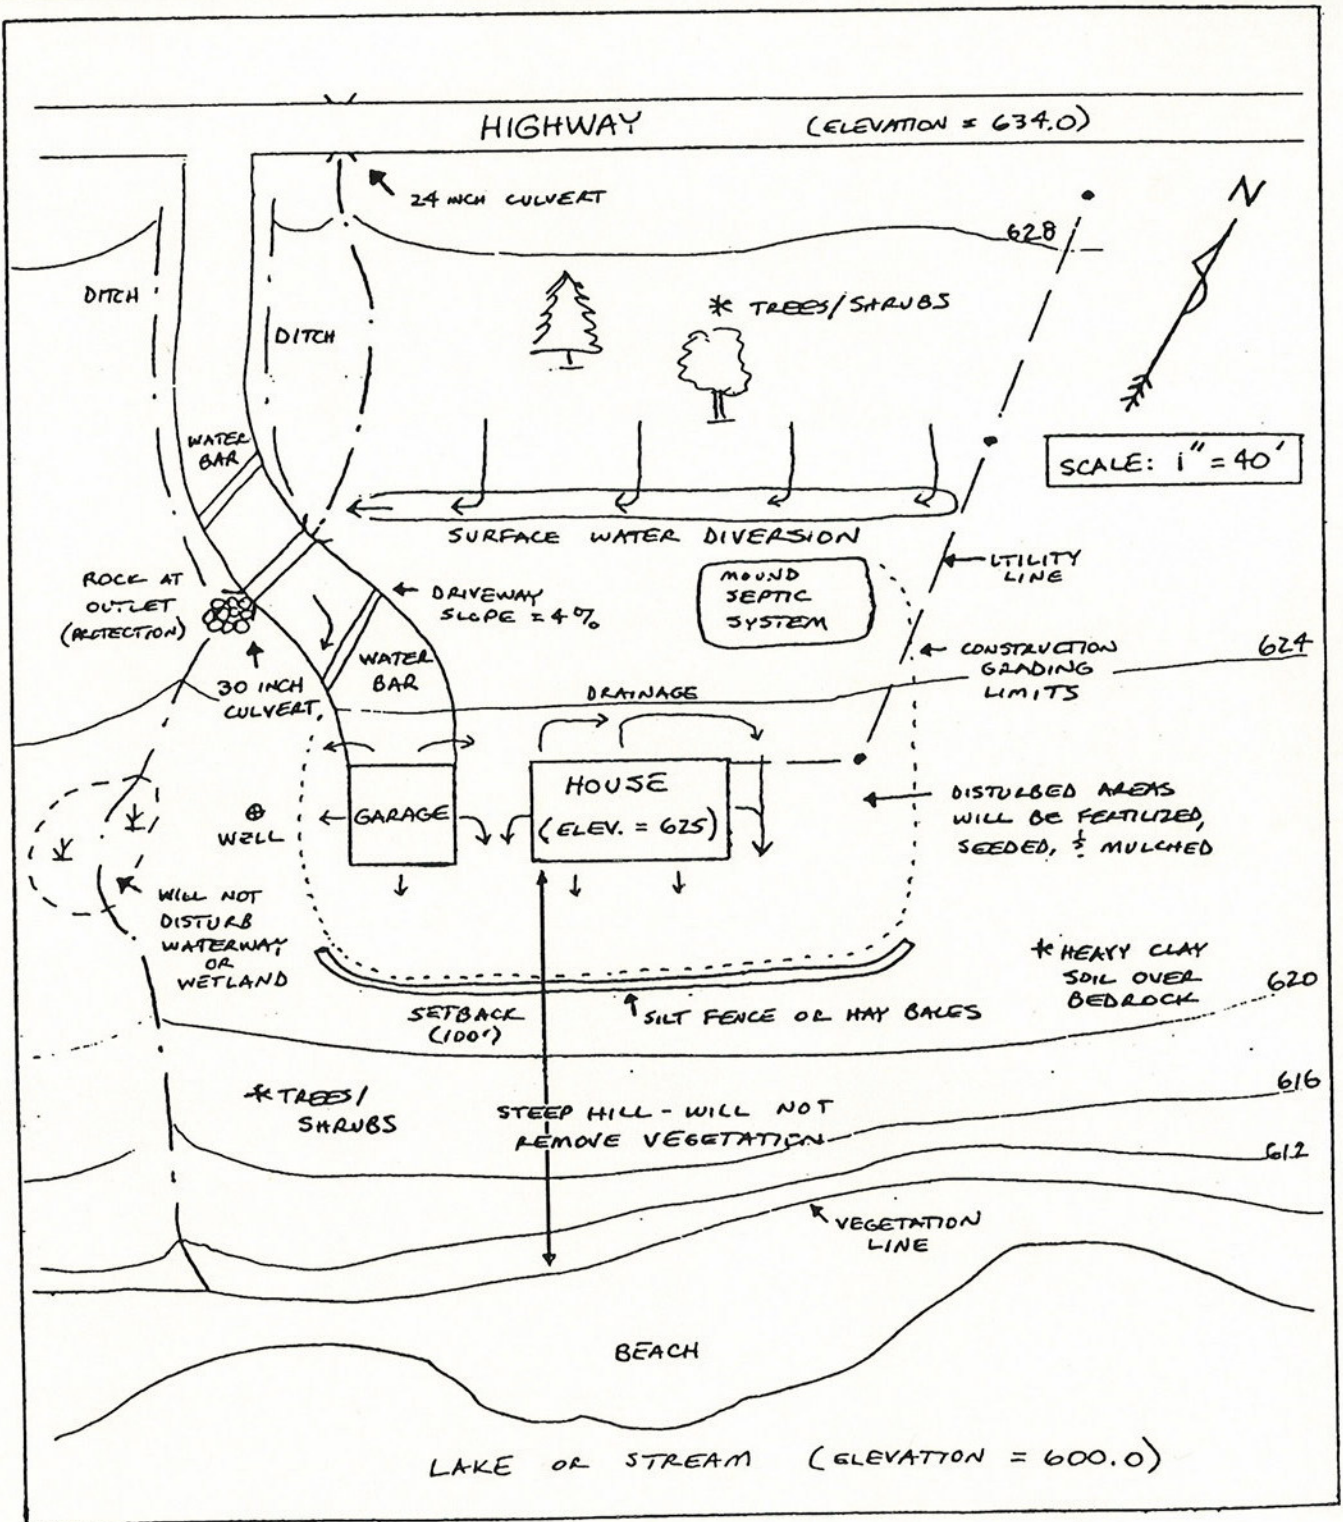 HIGHWAY (ELEVATION = 634.0)
24 INCH CULVERT
N
628
DITCH
DITCH
* TREES/SHRUBS
WATER
BAR
SCALE: 1" = 40'
SURFACE WATER DIVERSION
UTILITY
LINE
MOUND
SEPTIC
SYSTEM
ROCK AT
OUTLET
(PROTECTION)
DRIVEWAY
SLOPE = 4%
WATER
BAR
CONSTRUCTION
GRADING
LIMITS
624
30 INCH
CULVERT
DRAINAGE
HOUSE
(ELEV. = 625)
GARAGE
WELL
DISTURBED AREAS
WILL BE FERTILIZED,
SEEDED, & MULCHED
WILL NOT
DISTURB
WATERWAY
OR
WETLAND
* HEAVY CLAY
SOIL OVER
BEDROCK
620
SETBACK
(100')
SILT FENCE OR HAY BALES
* TREES/
SHRUBS
616
STEEP HILL - WILL NOT
REMOVE VEGETATION
612
VEGETATION
LINE
BEACH
LAKE OR STREAM (ELEVATION = 600.0)